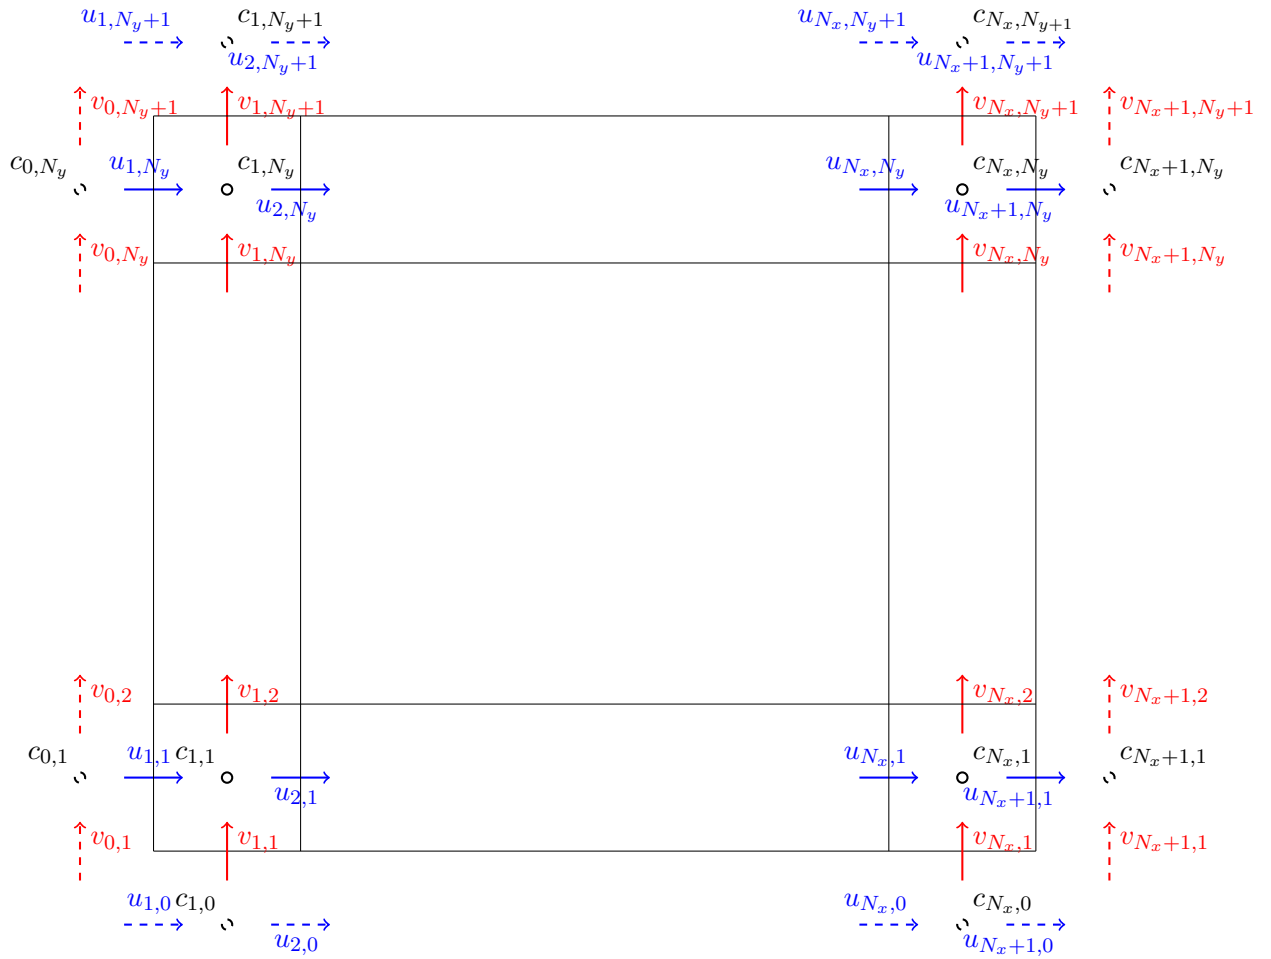 u_{1,N_y+1} c_{1,N_y+1} u_{N_x,N_y+1} c_{N_x,N_{y+1}}
u_{2,N_y+1} u_{N_x+1,N_y+1}
v_{0,N_y+1} v_{1,N_y+1} v_{N_x,N_y+1} v_{N_x+1,N_y+1}
c_{0,N_y} u_{1,N_y} c_{1,N_y} u_{N_x,N_y} c_{N_x,N_y} c_{N_x+1,N_y}
u_{2,N_y} u_{N_x+1,N_y}
v_{0,N_y} v_{1,N_y} v_{N_x,N_y} v_{N_x+1,N_y}
v_{0,2} v_{1,2} v_{N_x,2} v_{N_x+1,2}
c_{0,1} u_{1,1} c_{1,1} u_{N_x,1} c_{N_x,1} c_{N_x+1,1}
u_{2,1} u_{N_x+1,1}
v_{0,1} v_{1,1} v_{N_x,1} v_{N_x+1,1}
u_{1,0} c_{1,0} u_{N_x,0} c_{N_x,0}
u_{2,0} u_{N_x+1,0}